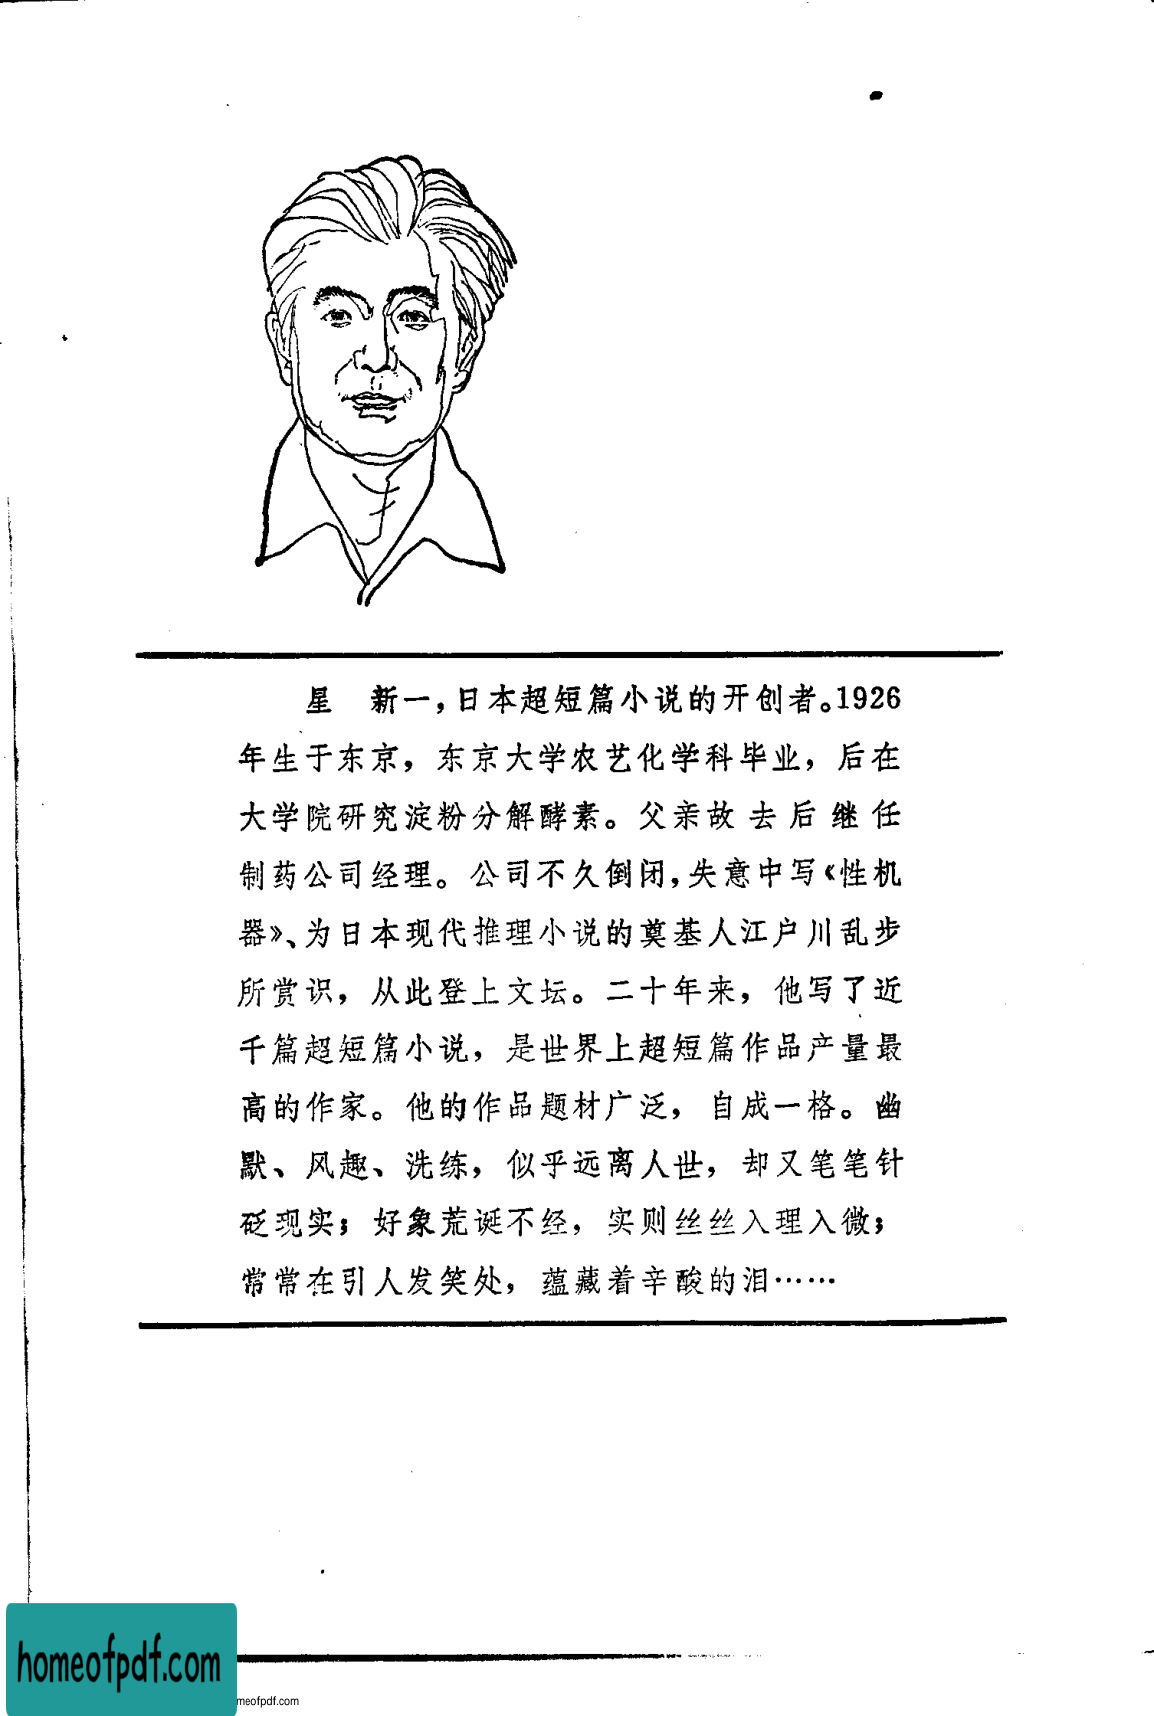 星　新一，日本超短篇小说的开创者。1926
年生于东京，东京大学农艺化学科毕业，后在
大学院研究淀粉分解酵素。父亲故去后继任
制药公司经理。公司不久倒闭，失意中写《性机
器》、为日本现代推理小说的奠基人江户川乱步
所赏识，从此登上文坛。二十年来，他写了近
千篇超短篇小说，是世界上超短篇作品产量最
高的作家。他的作品题材广泛，自成一格。幽
默、风趣、洗练，似乎远离人世，却又笔笔针
砭现实；好象荒诞不经，实则丝丝入理入微；
常常在引人发笑处，蕴藏着辛酸的泪……
homeofpdf.com
meofpdf.com